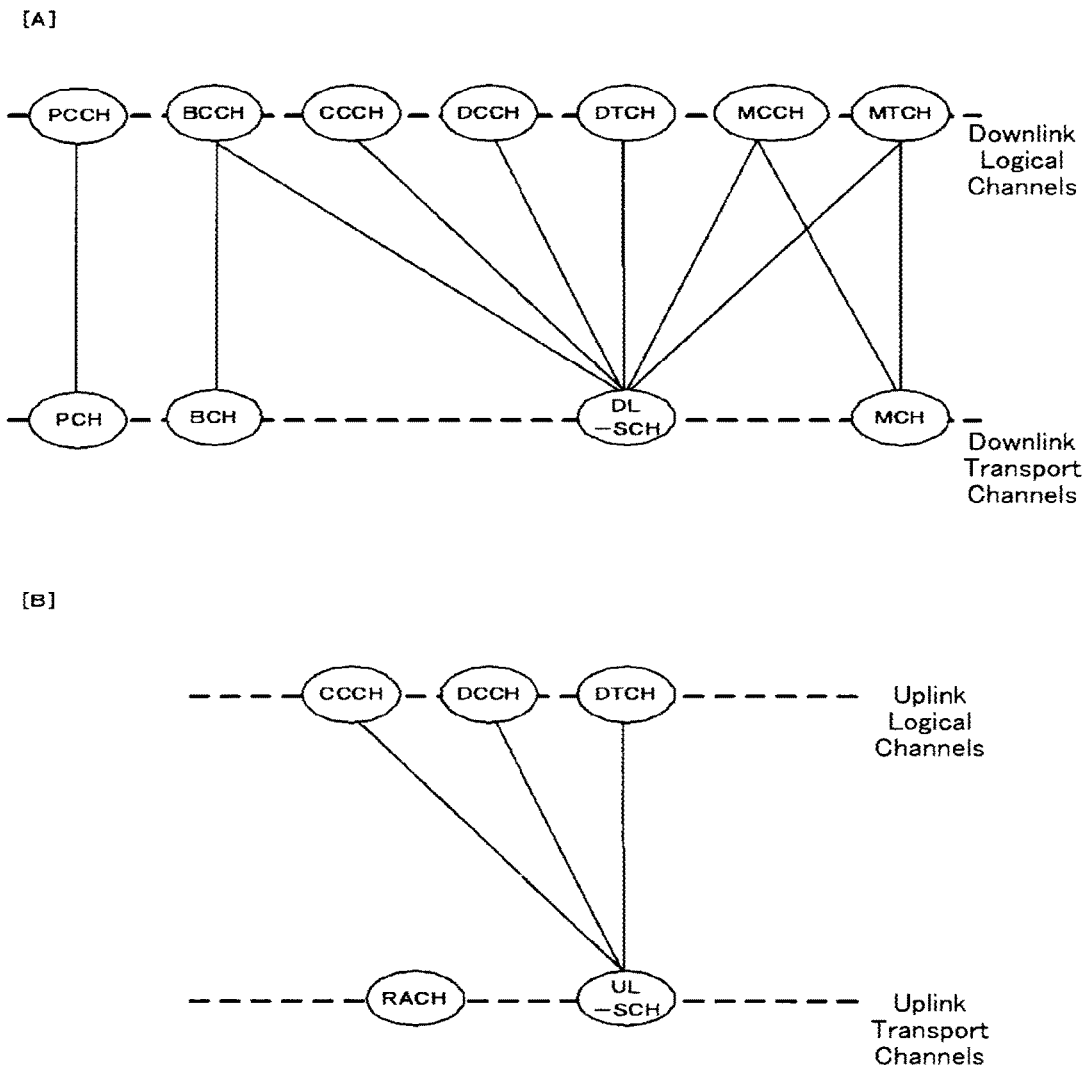 [A]
PCCH BCCH CCCH DCCH DTCH MCCH MTCH
Downlink
Logical
Channels
PCH BCH DL
-SCH MCH
Downlink
Transport
Channels
[B]
CCCH DCCH DTCH
Uplink
Logical
Channels
RACH UL
-SCH
Uplink
Transport
Channels